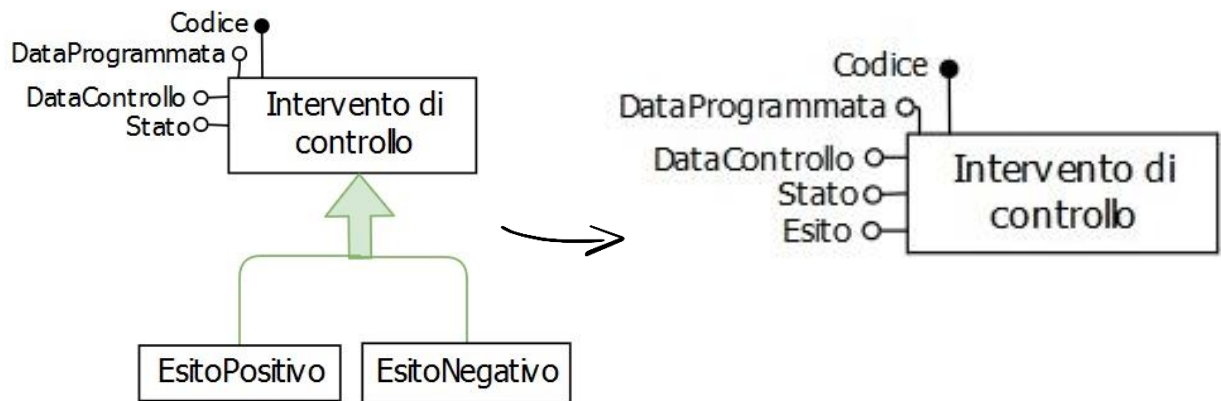 Codice
DataProgrammata
DataControllo
Stato
Intervento di
controllo
EsitoPositivo
EsitoNegativo
Codice
DataProgrammata
DataControllo
Stato
Esito
Intervento di
controllo